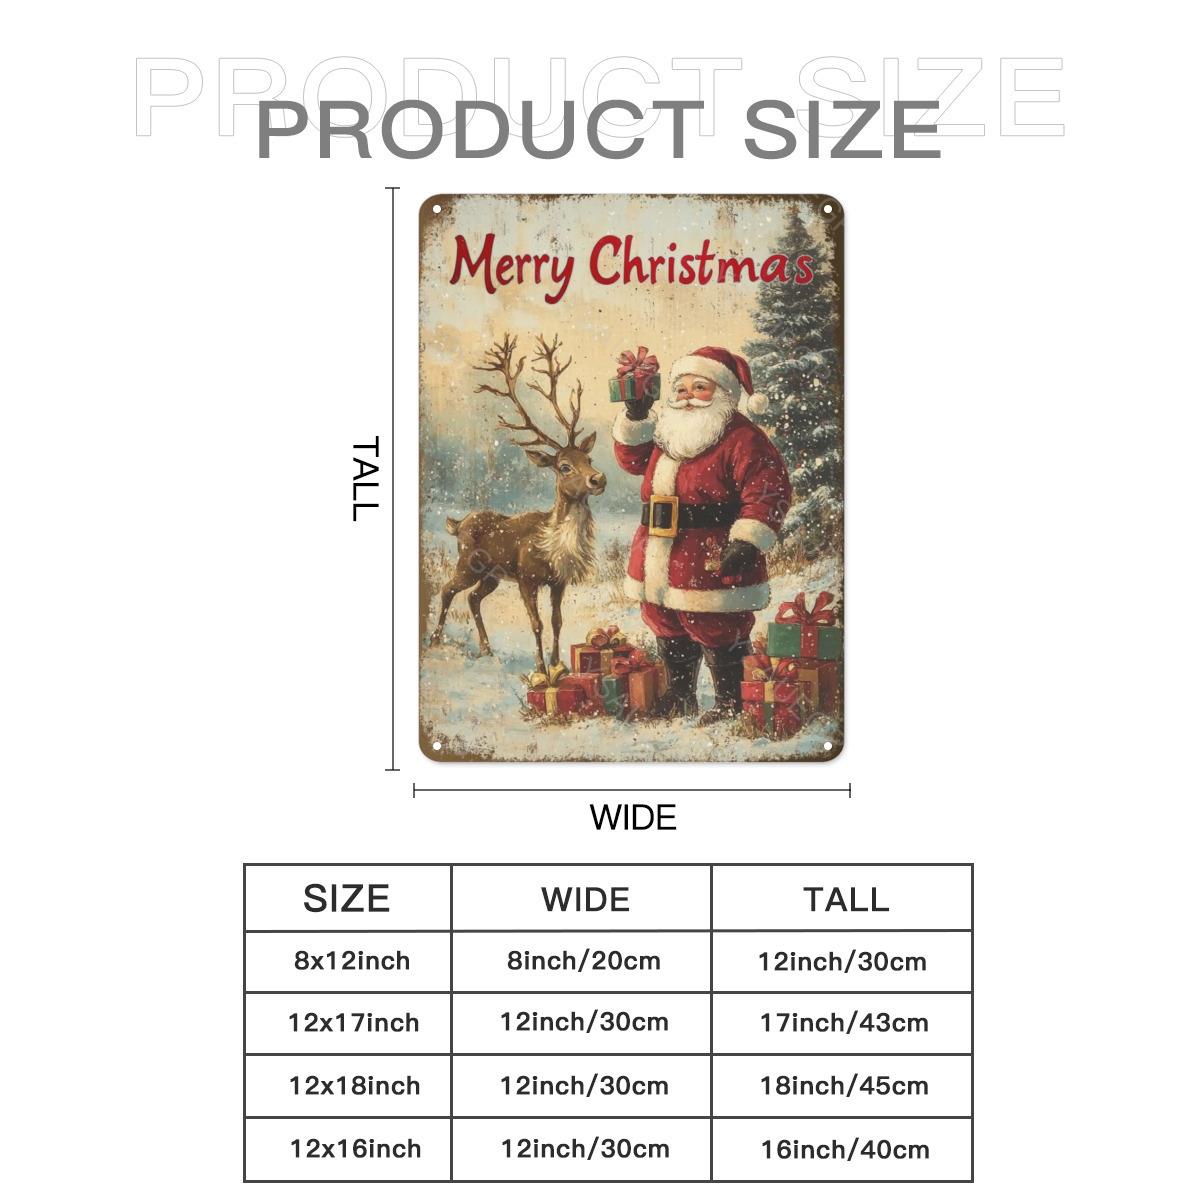 PRODUCT SIZE
PRODUCT SIZE
Merry Christmas
TALL
WIDE
SIZE WIDE TALL
8x12inch 8inch/20cm 12inch/30cm
12x17inch 12inch/30cm 17inch/43cm
12x18inch 12inch/30cm 18inch/45cm
12x16inch 12inch/30cm 16inch/40cm